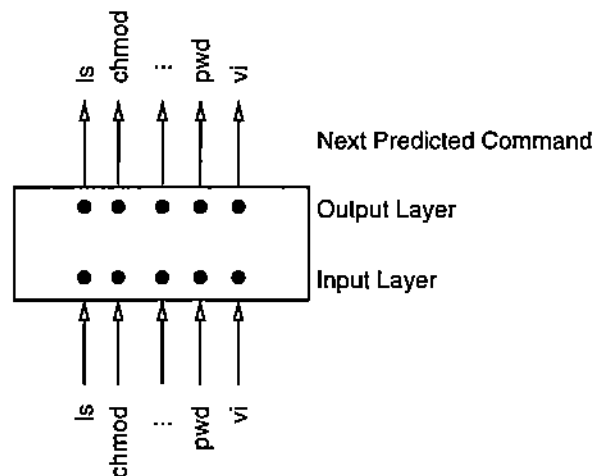 ls
chmod
...
pwd
vi
Next Predicted Command
Output Layer
Input Layer
ls
chmod
...
pwd
vi